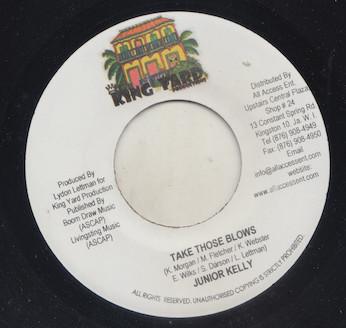 KING YARD
Distributed By
All Access Ent.
Upstairs Central Plaza
Shop # 24
13 Constant Spring Rd
Kingston 10, Ja. W. I.
Tel (876) 908-4949
Fax: (876) 908-4950
Email
info@allaccessent.com
website:
www.allaccessent.com
Produced By
Lydon Lettman for
King Yard Production
Published By
Boom Draw Music
(ASCAP)
Livingsting Music
(ASCAP)
TAKE THOSE BLOWS
(K. Morgan/ M. Fletcher / K. Webster
E. Wilks / S. Darson / L. Lettman)
JUNIOR KELLY
ALL RIGHTS RESERVED. UNAUTHORISED COPYING IS STRICTLY PROHIBITED.